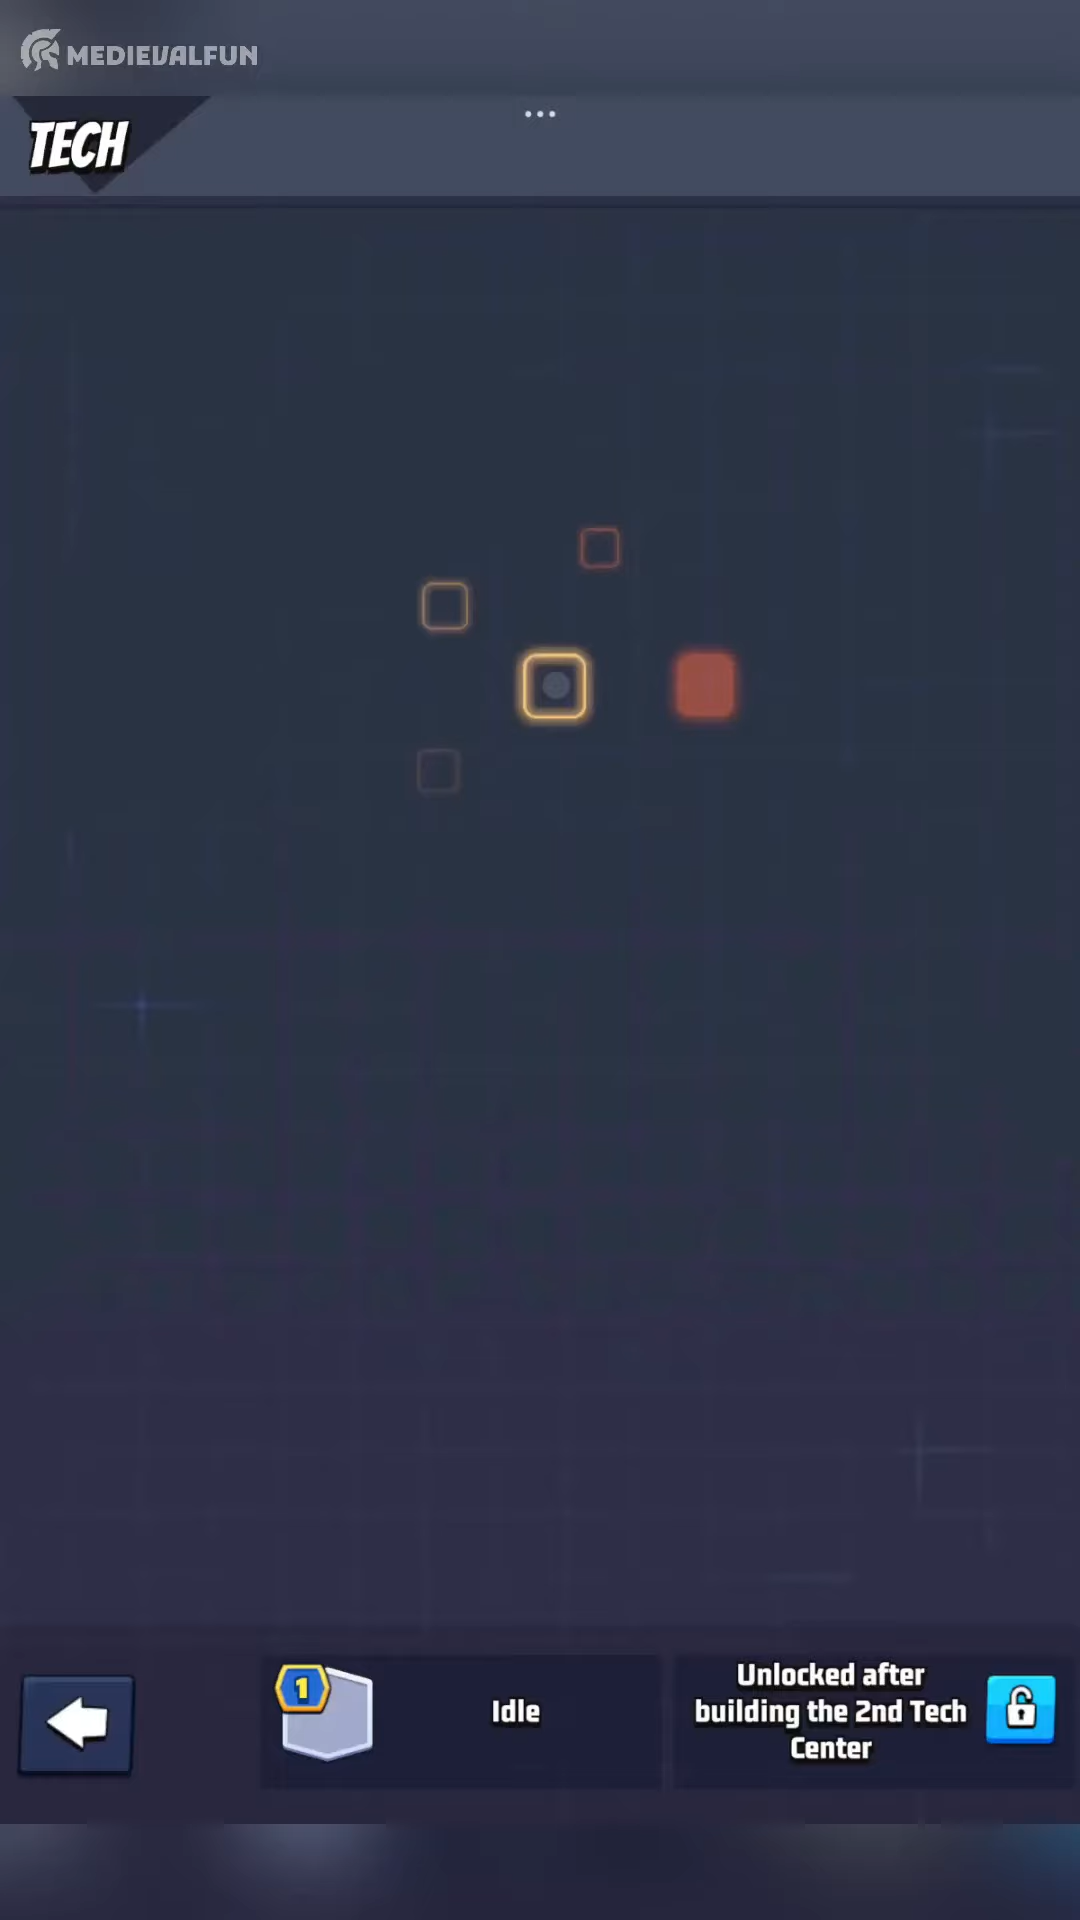 MEDIEVALFUN
TECH
1
Idle
Unlocked after
building the 2nd Tech
Center